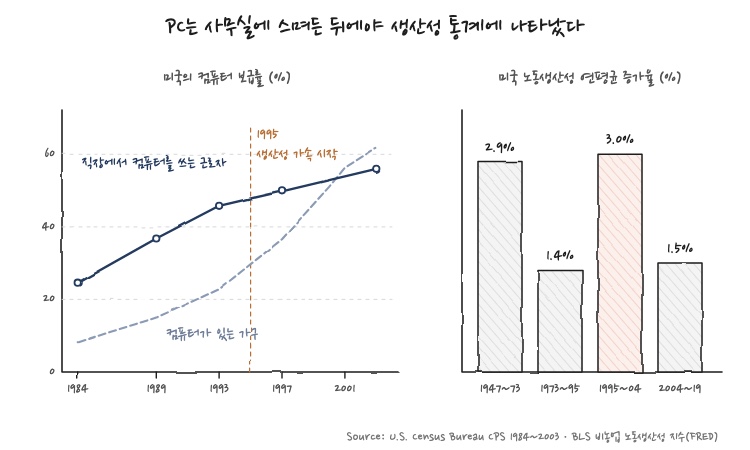 PC는 사무실에 스며든 뒤에야 생산성 통계에 나타났다
미국의 컴퓨터 보급률 (%)
60
40
20
0
직장에서 컴퓨터를 쓰는 근로자
1995
생산성 가속 시작
컴퓨터가 있는 가구
1984
1989
1993
1997
2001
미국 노동생산성 연평균 증가율 (%)
2.9%
1.4%
3.0%
1.5%
1947~73
1973~95
1995~04
2004~19
Source: U.S. Census Bureau CPS 1984~2003 · BLS 비농업 노동생산성 지수(FRED)